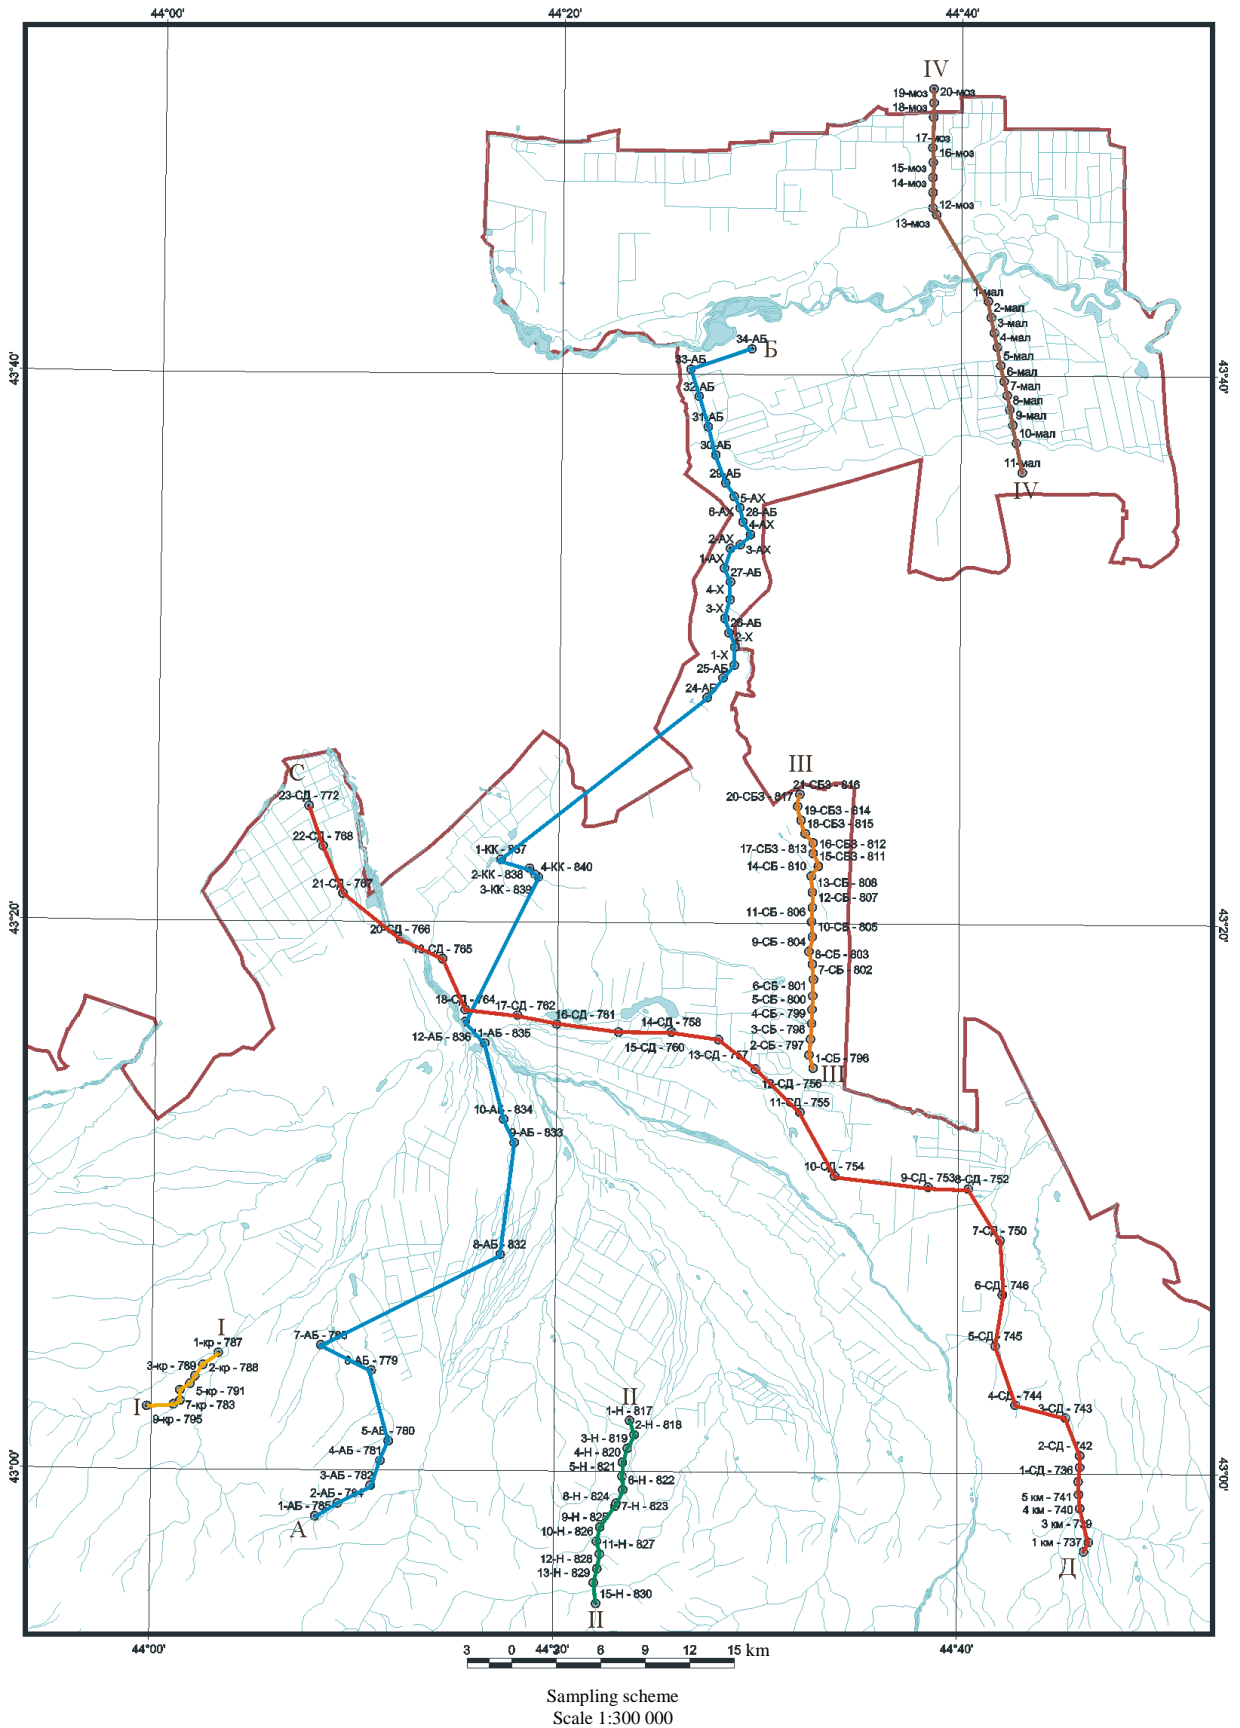 44°00'
44°20'
44°40'
IV
19-моз
20-моз
18-моз
17-моз
16-моз
15-моз
14-моз
12-моз
13-моз
1-мал
2-мал
3-мал
34-АБ
4-мал
Б
33-АБ
5-мал
43°40'
43°40'
6-мал
7-мал
32-АБ
8-мал
31-АБ
9-мал
10-мал
30-АБ
11-мал
29-АБ
IV
5-АХ
6-АХ
28-АБ
4-АХ
2-АХ
3-АХ
1-АХ
27-АБ
4-Х
3-Х
26-АБ
2-Х
1-Х
25-АБ
24-АБ
III
С
21-СБЗ - 816
20-СБЗ - 817
23-СД - 772
19-СБЗ - 814
18-СБЗ - 815
22-СД - 768
16-СБЗ - 812
1-КК - 837
17-СБЗ - 813
15-СБЗ - 811
4-КК - 840
14-СБ - 810
2-КК - 838
21-СД - 767
13-СБ - 808
3-КК - 839
12-СБ - 807
11-СБ - 806
43°20'
43°20'
20-СД - 766
10-СБ - 805
19-СД - 765
9-СБ - 804
8-СБ - 803
7-СБ - 802
6-СБ - 801
18-СД - 764
5-СБ - 800
17-СД - 762
16-СД - 761
4-СБ - 799
14-СД - 758
3-СБ - 798
12-АБ - 836
11-АБ - 835
15-СД - 760
2-СБ - 797
13-СД - 757
1-СБ - 796
III
12-СД - 756
11-СД - 755
10-АБ - 834
9-АБ - 833
10-СД - 754
9-СД - 753
8-СД - 752
7-СД - 750
8-АБ - 832
6-СД - 746
I
7-АБ - 783
1-кр - 787
5-СД - 745
3-кр - 789
2-кр - 788
6-АБ - 779
5-кр - 791
4-СД - 744
I
7-кр - 783
3-СД - 743
9-кр - 795
II
1-Н - 817
2-Н - 818
5-АБ - 780
3-Н - 819
4-АБ - 781
4-Н - 820
2-СД - 742
5-Н - 821
43°00'
43°00'
3-АБ - 782
1-СД - 736
6-Н - 822
2-АБ - 784
8-Н - 824
5 км - 741
1-АБ - 785
7-Н - 823
4 км - 740
А
9-Н - 825
3 км - 739
10-Н - 826
11-Н - 827
1 км - 737
12-Н - 828
Д
13-Н - 829
15-Н - 830
II
44°00'
44°30'
44°40'
3 0 6 9 12 15 km
Sampling scheme
Scale 1:300 000